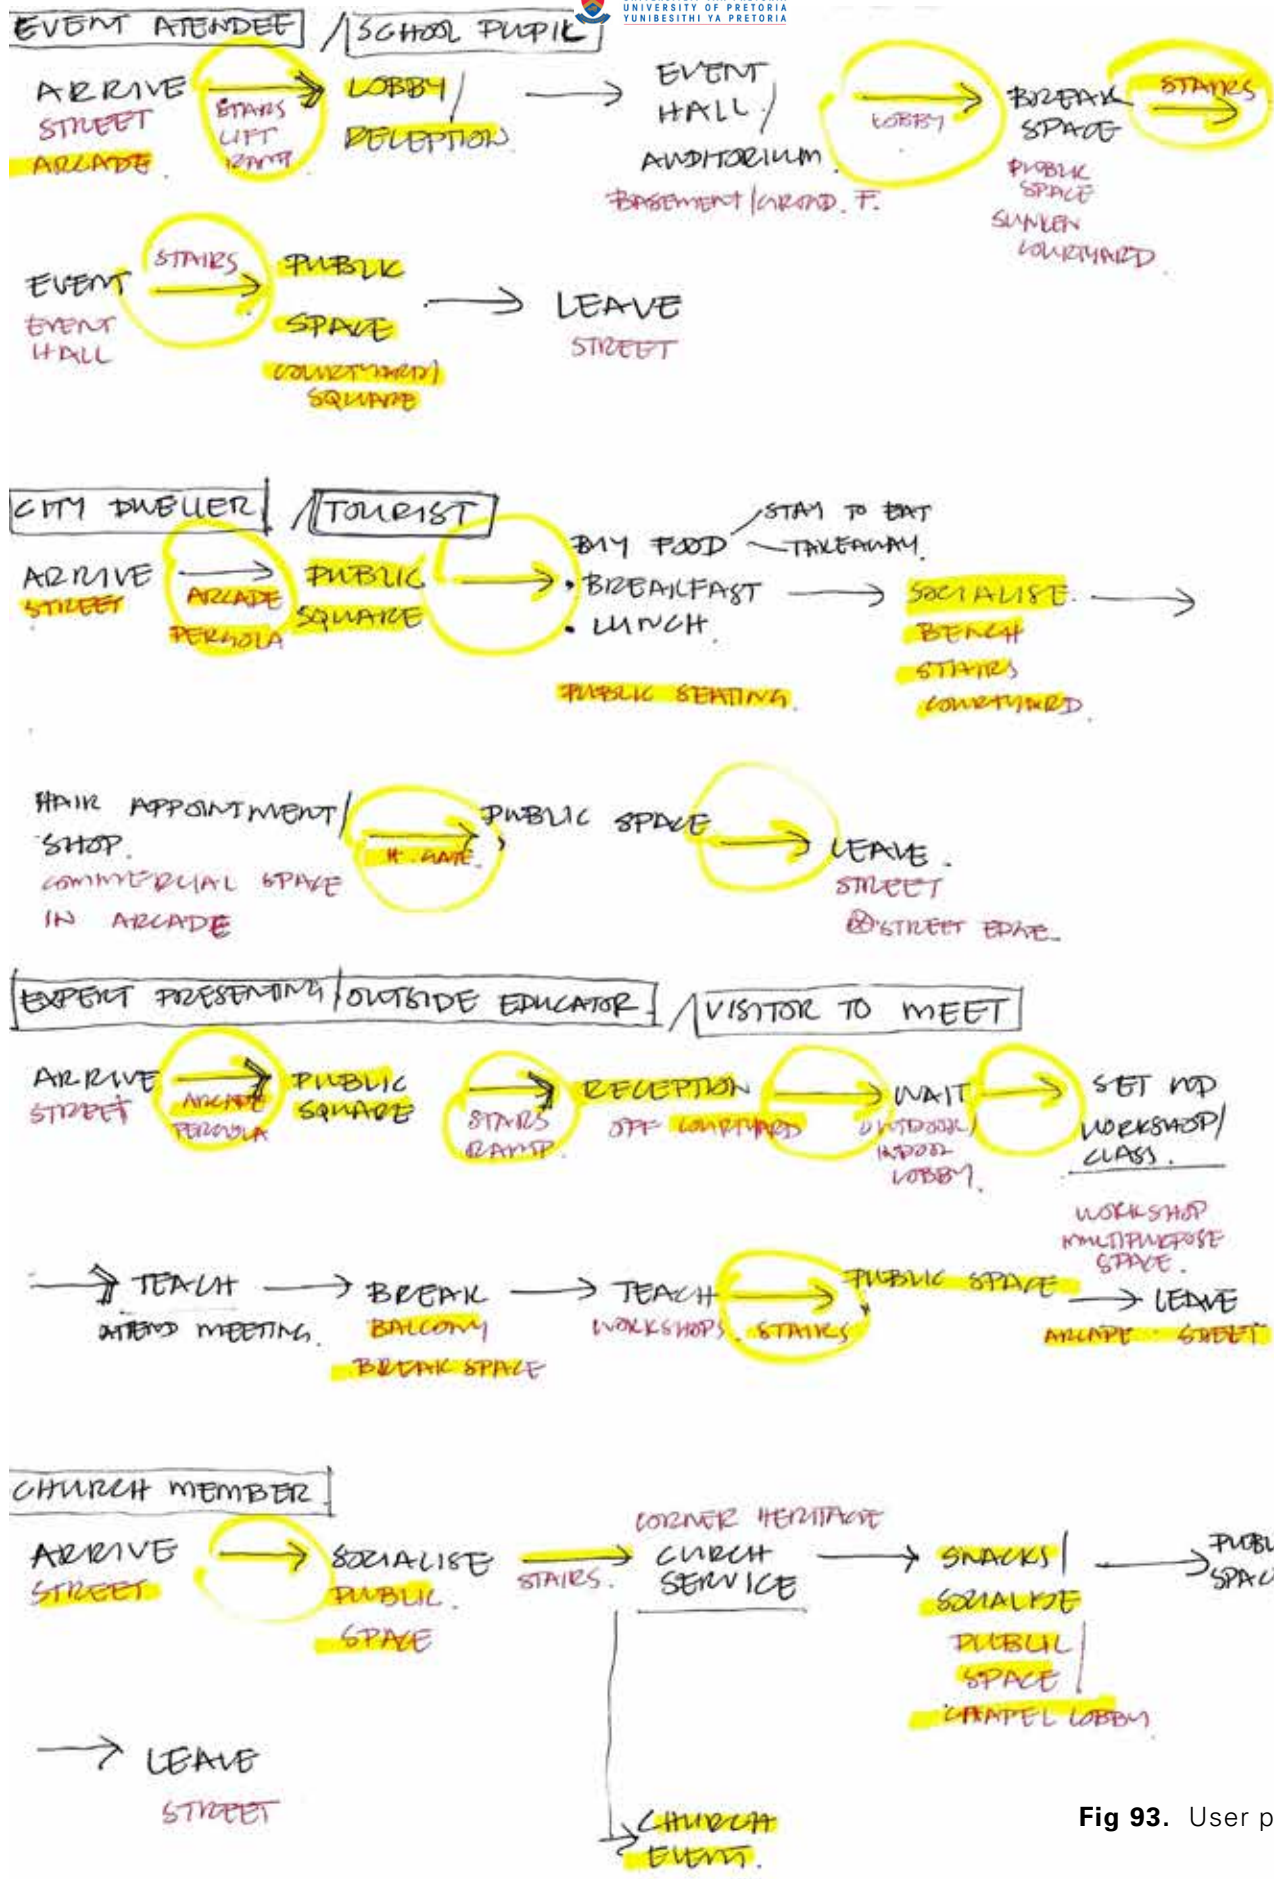 UNIVERSITY OF PRETORIA
YUNIBESITHI YA PRETORIA
EVENT ATENDEE / SCHOOL PUPIL
ARRIVE
STREET
ARCADE.
STAIRS
LIFT
RAMP.
LOBBY/
RECEPTION
EVENT
HALL/
AUDITORIUM.
BASEMENT/GROND. F.
LOBBY
BREAK
SPACE
PUBLIC
SPACE
SUNKEN
COURTYARD.
STAIRS
EVENT
EVENT
HALL
STAIRS
PUBLIC
SPACE
COURTYARD/
SQUARE
LEAVE
STREET
CITY DWELLER / TOURIST
ARRIVE
STREET
ARCADE
PERGOLA
PUBLIC
SQUARE
BUY FOOD
STAY TO EAT
TAKEAWAY.
• BREAKFAST
• LUNCH.
PUBLIC SEATING.
SOCIALISE.
BENCH
STAIRS
COURTYARD.
HAIR APPOINTMENT/
SHOP.
COMMERCIAL SPACE
IN ARCADE
H. GATE.
PUBLIC SPACE
LEAVE.
STREET
STREET EDGE.
EXPERT PRESENTING / OUTSIDE EDUCATOR / VISITOR TO MEET
ARRIVE
STREET
ARCADE
PERGOLA
PUBLIC
SQUARE
STAIRS
RAMP.
RECEPTION
OFF COURTYARD
WAIT
OUTDOOR/
INDOOR
LOBBY.
SET UP
WORKSHOP/
CLASS.
WORKSHOP
MULTIPURPOSE
SPACE.
TEACH
ATTEND MEETING.
BREAK
BALCONY
BREAK SPACE
TEACH
WORKSHOPS.
STAIRS
PUBLIC SPACE
LEAVE
ARCADE STREET
CHURCH MEMBER
ARRIVE
STREET
SOCIALISE
PUBLIC.
SPACE
STAIRS.
CORNER HERITAGE
CURCH
SERVICE
SNACKS/
SOCIALIZE
PUBLIC
SPACE/
CHAPEL LOBBY
PUBL
SPAC
LEAVE
STREET
CHURCH
EVENT.
Fig 93. User p